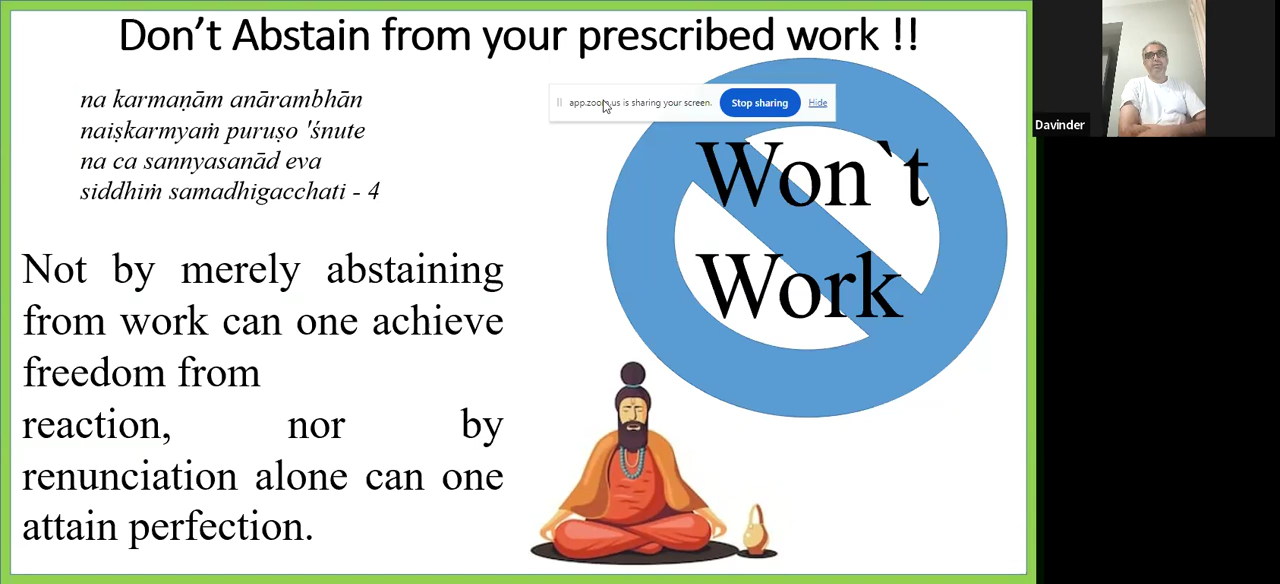 Don't Abstain from your prescribed work !!
na karmaṇām anārambhān
naiṣkarmyaṁ puruṣo 'śnute
na ca sannyasanād eva
siddhiṁ samadhigacchati - 4
Not by merely abstaining
from work can one achieve
freedom from
reaction, nor by
renunciation alone can one
attain perfection.
app.zoom.us is sharing your screen. Stop sharing Hide
Won`t
Work
Davinder